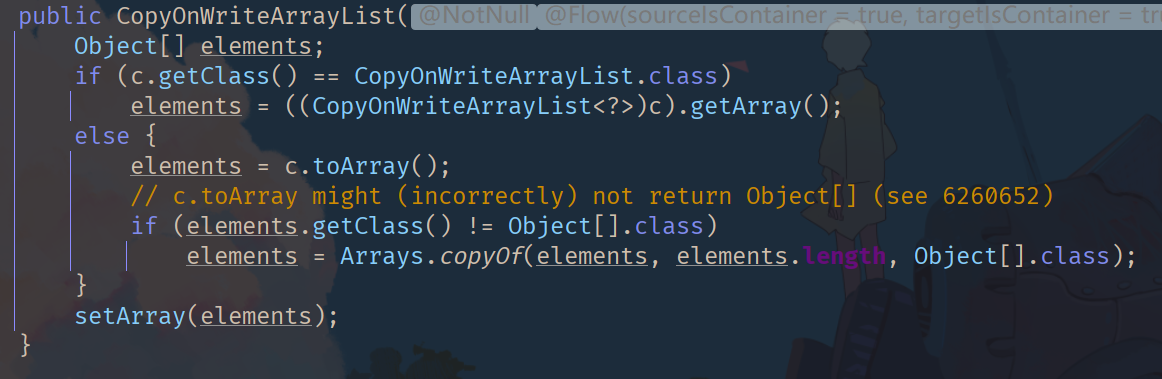 public CopyOnWriteArrayList( @NotNull @Flow(sourceIsContainer = true, targetIsContainer =
    Object[] elements;
    if (c.getClass() == CopyOnWriteArrayList.class)
        elements = ((CopyOnWriteArrayList<?>)c).getArray();
    else {
        elements = c.toArray();
        // c.toArray might (incorrectly) not return Object[] (see 6260652)
        if (elements.getClass() != Object[].class)
            elements = Arrays.copyOf(elements, elements.length, Object[].class);
    }
    setArray(elements);
}